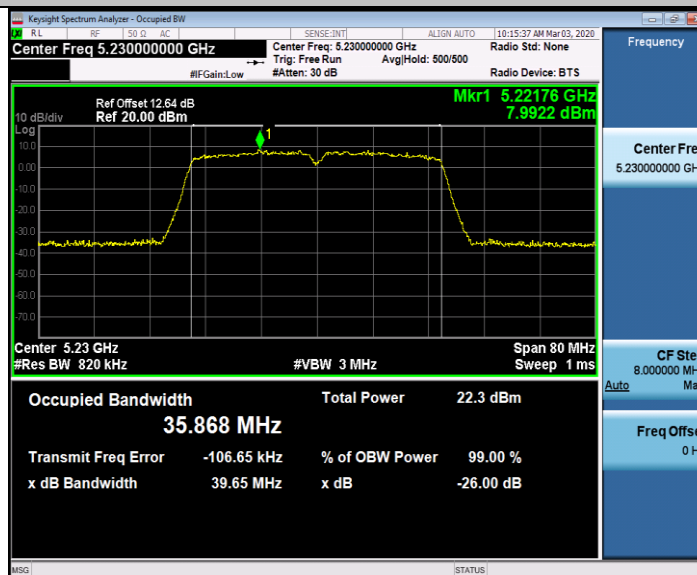 Keysight Spectrum Analyzer - Occupied BW
RL RF 50 Ω AC SENSE:INT ALIGN AUTO 10:15:37 AM Mar 03, 2020
Center Freq 5.230000000 GHz
Center Freq: 5.230000000 GHz Radio Std: None
Trig: Free Run Avg|Hold: 500/500
#IFGain:Low #Atten: 30 dB Radio Device: BTS
Frequency
Ref Offset 12.64 dB Mkr1 5.22176 GHz
10 dB/div Ref 20.00 dBm 7.9922 dBm
Log
1
10.0
0.00
-10.0
-20.0
-30.0
-40.0
-50.0
-60.0
-70.0
Center Fre
5.230000000 GH
Center 5.23 GHz Span 80 MHz
#Res BW 820 kHz #VBW 3 MHz Sweep 1 ms
CF Ste
8.000000 MH
Auto Ma
Occupied Bandwidth Total Power 22.3 dBm
35.868 MHz
Transmit Freq Error -106.65 kHz % of OBW Power 99.00 %
x dB Bandwidth 39.65 MHz x dB -26.00 dB
Freq Offse
0 H
MSG STATUS